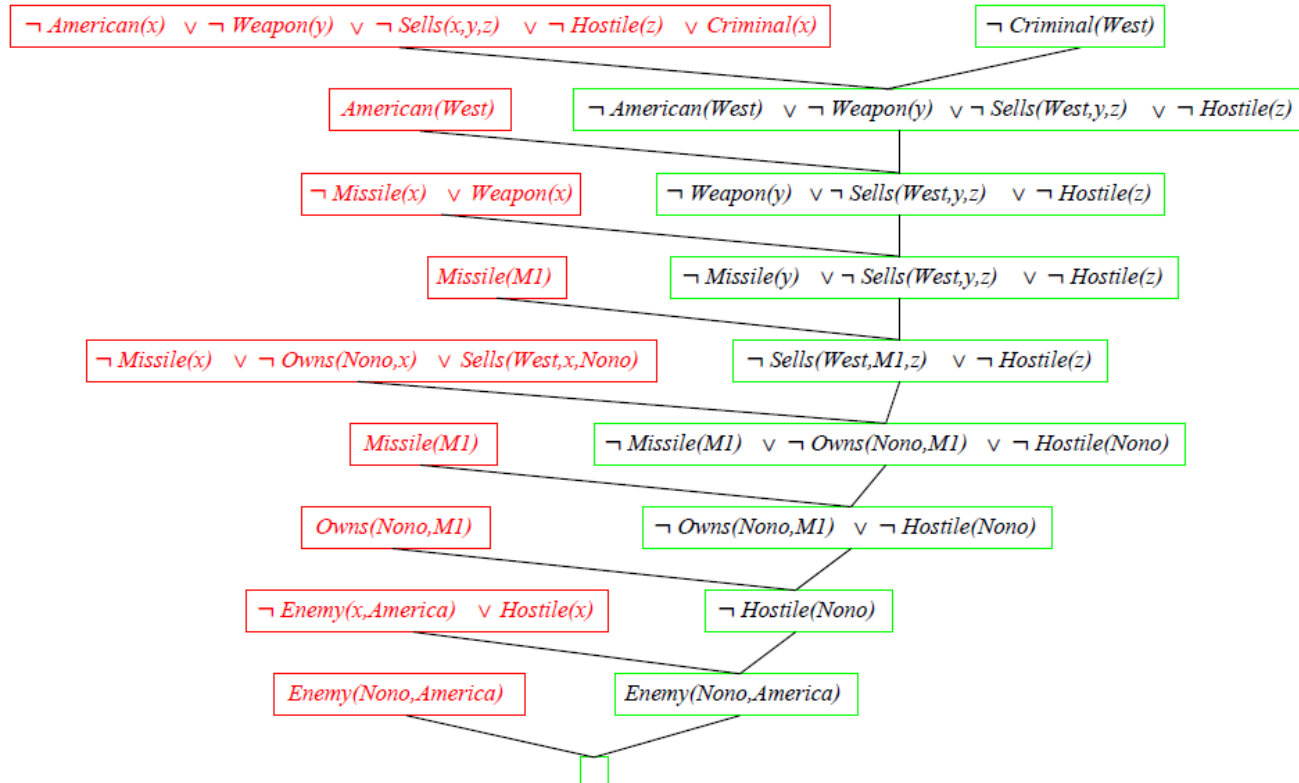 ¬ American(x) ∨ ¬ Weapon(y) ∨ ¬ Sells(x,y,z) ∨ ¬ Hostile(z) ∨ Criminal(x)
¬ Criminal(West)
American(West)
¬ American(West) ∨ ¬ Weapon(y) ∨ ¬ Sells(West,y,z) ∨ ¬ Hostile(z)
¬ Missile(x) ∨ Weapon(x)
¬ Weapon(y) ∨ ¬ Sells(West,y,z) ∨ ¬ Hostile(z)
Missile(M1)
¬ Missile(y) ∨ ¬ Sells(West,y,z) ∨ ¬ Hostile(z)
¬ Missile(x) ∨ ¬ Owns(Nono,x) ∨ Sells(West,x,Nono)
¬ Sells(West,M1,z) ∨ ¬ Hostile(z)
Missile(M1)
¬ Missile(M1) ∨ ¬ Owns(Nono,M1) ∨ ¬ Hostile(Nono)
Owns(Nono,M1)
¬ Owns(Nono,M1) ∨ ¬ Hostile(Nono)
¬ Enemy(x,America) ∨ Hostile(x)
¬ Hostile(Nono)
Enemy(Nono,America)
Enemy(Nono,America)